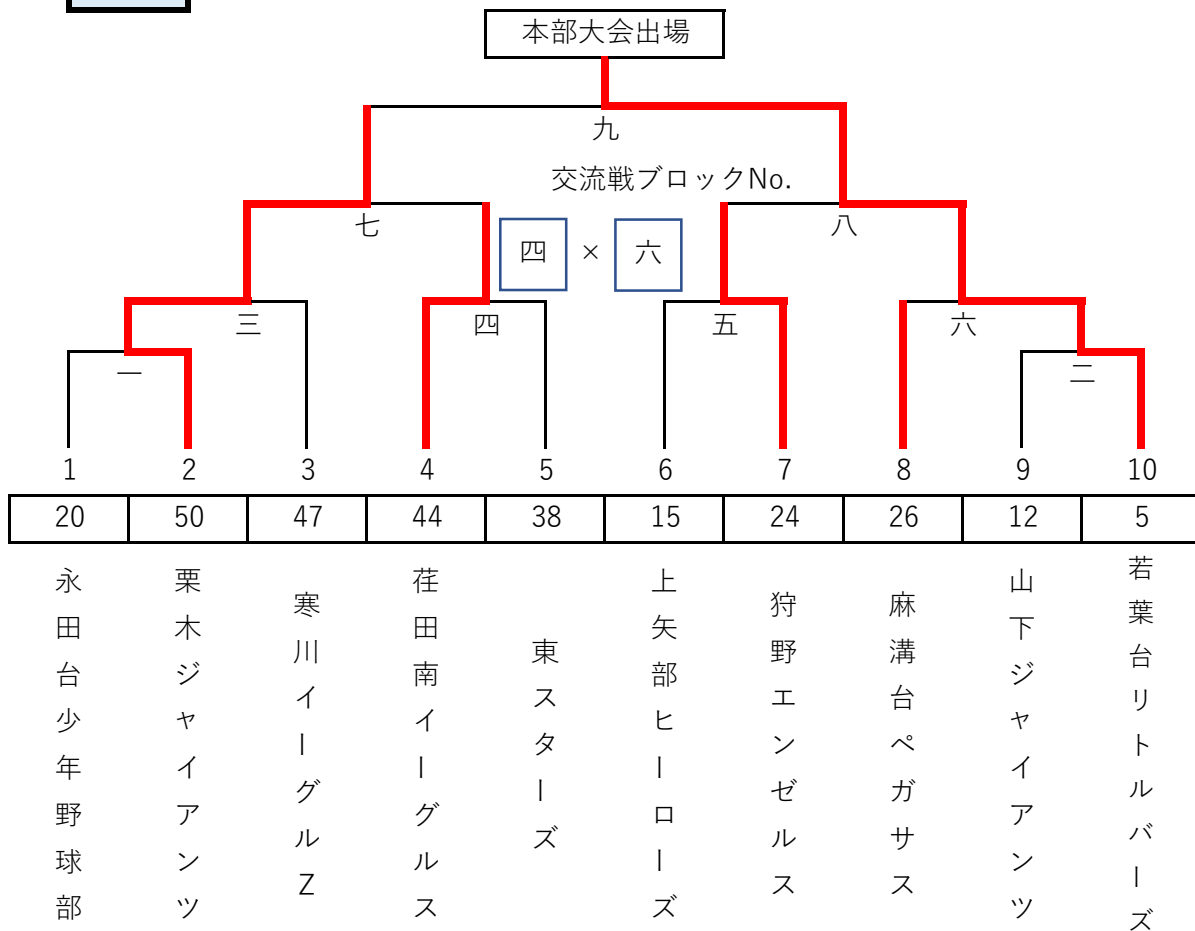 本部大会出場
九
交流戦ブロックNo.
七
八
四 × 六
三
四
五
六
一
二
1 2 3 4 5 6 7 8 9 10
20 50 47 44 38 15 24 26 12 5
永田台少年野球部
栗木ジャイアンツ
寒川イーグルZ
荏田南イーグルス
東スターズ
上矢部ヒーローズ
狩野エンゼルス
麻溝台ペガサス
山下ジャイアンツ
若葉台リトルバーズ